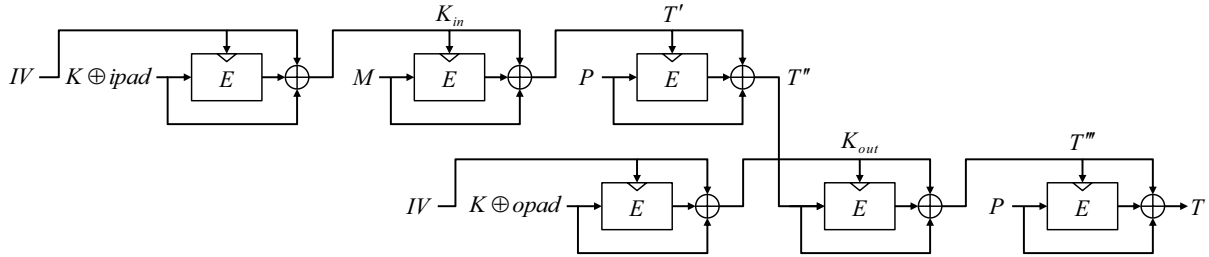 K_in T′
IV K ⊕ ipad E M E P E T″
K_out T‴
IV K ⊕ opad E E P E T